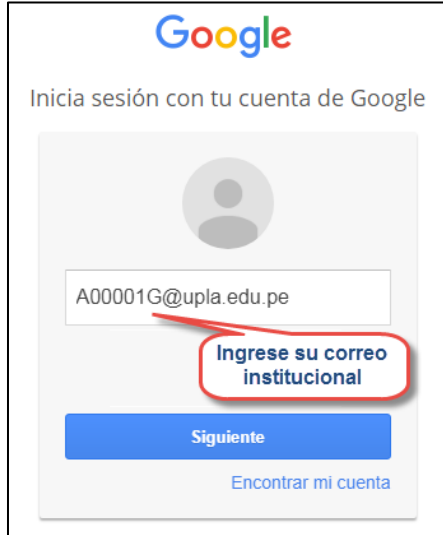 Google
Inicia sesión con tu cuenta de Google
A00001G@upla.edu.pe
Ingrese su correo
institucional
Siguiente
Encontrar mi cuenta